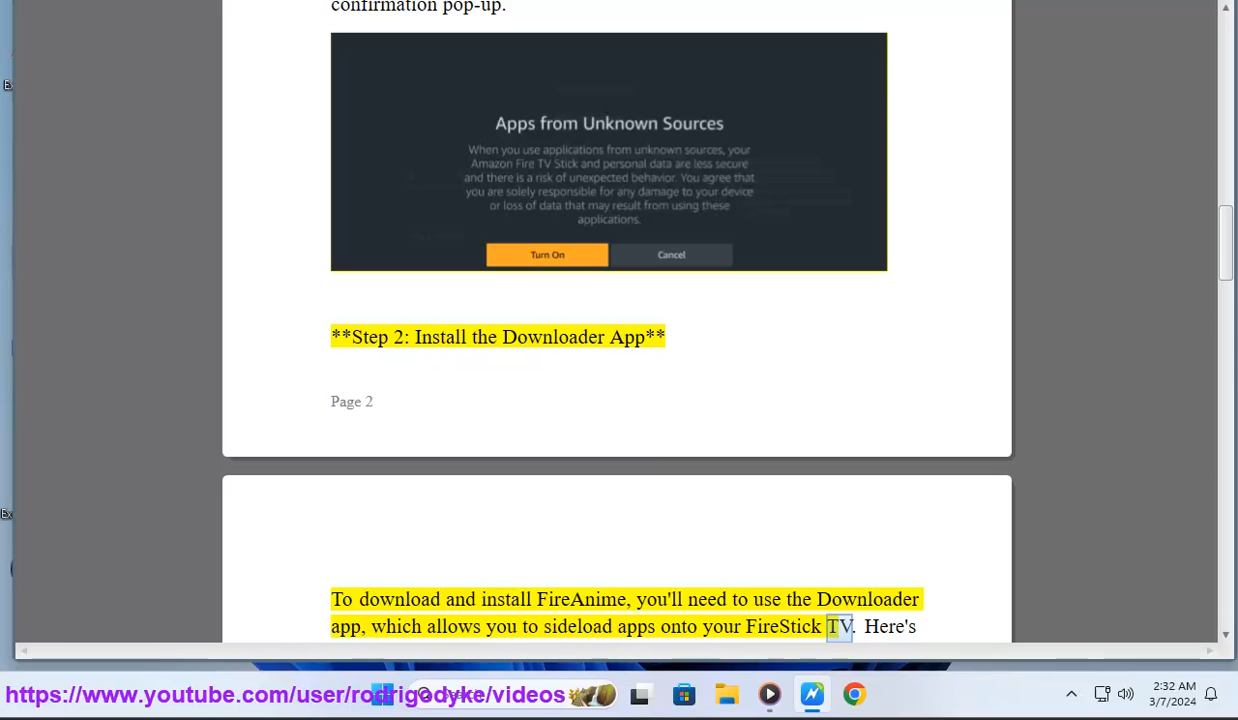 confirmation pop-up.
Apps from Unknown Sources
When you use applications from unknown sources, your
Amazon Fire TV Stick and personal data are less secure
and there is a risk of unexpected behavior. You agree that
you are solely responsible for any damage to your device
or loss of data that may result from using these
applications.
Turn On
Cancel
**Step 2: Install the Downloader App**
Page 2
To download and install FireAnime, you'll need to use the Downloader
app, which allows you to sideload apps onto your FireStick TV. Here's
https://www.youtube.com/user/rodrigodyke/videos
2:32 AM
3/7/2024